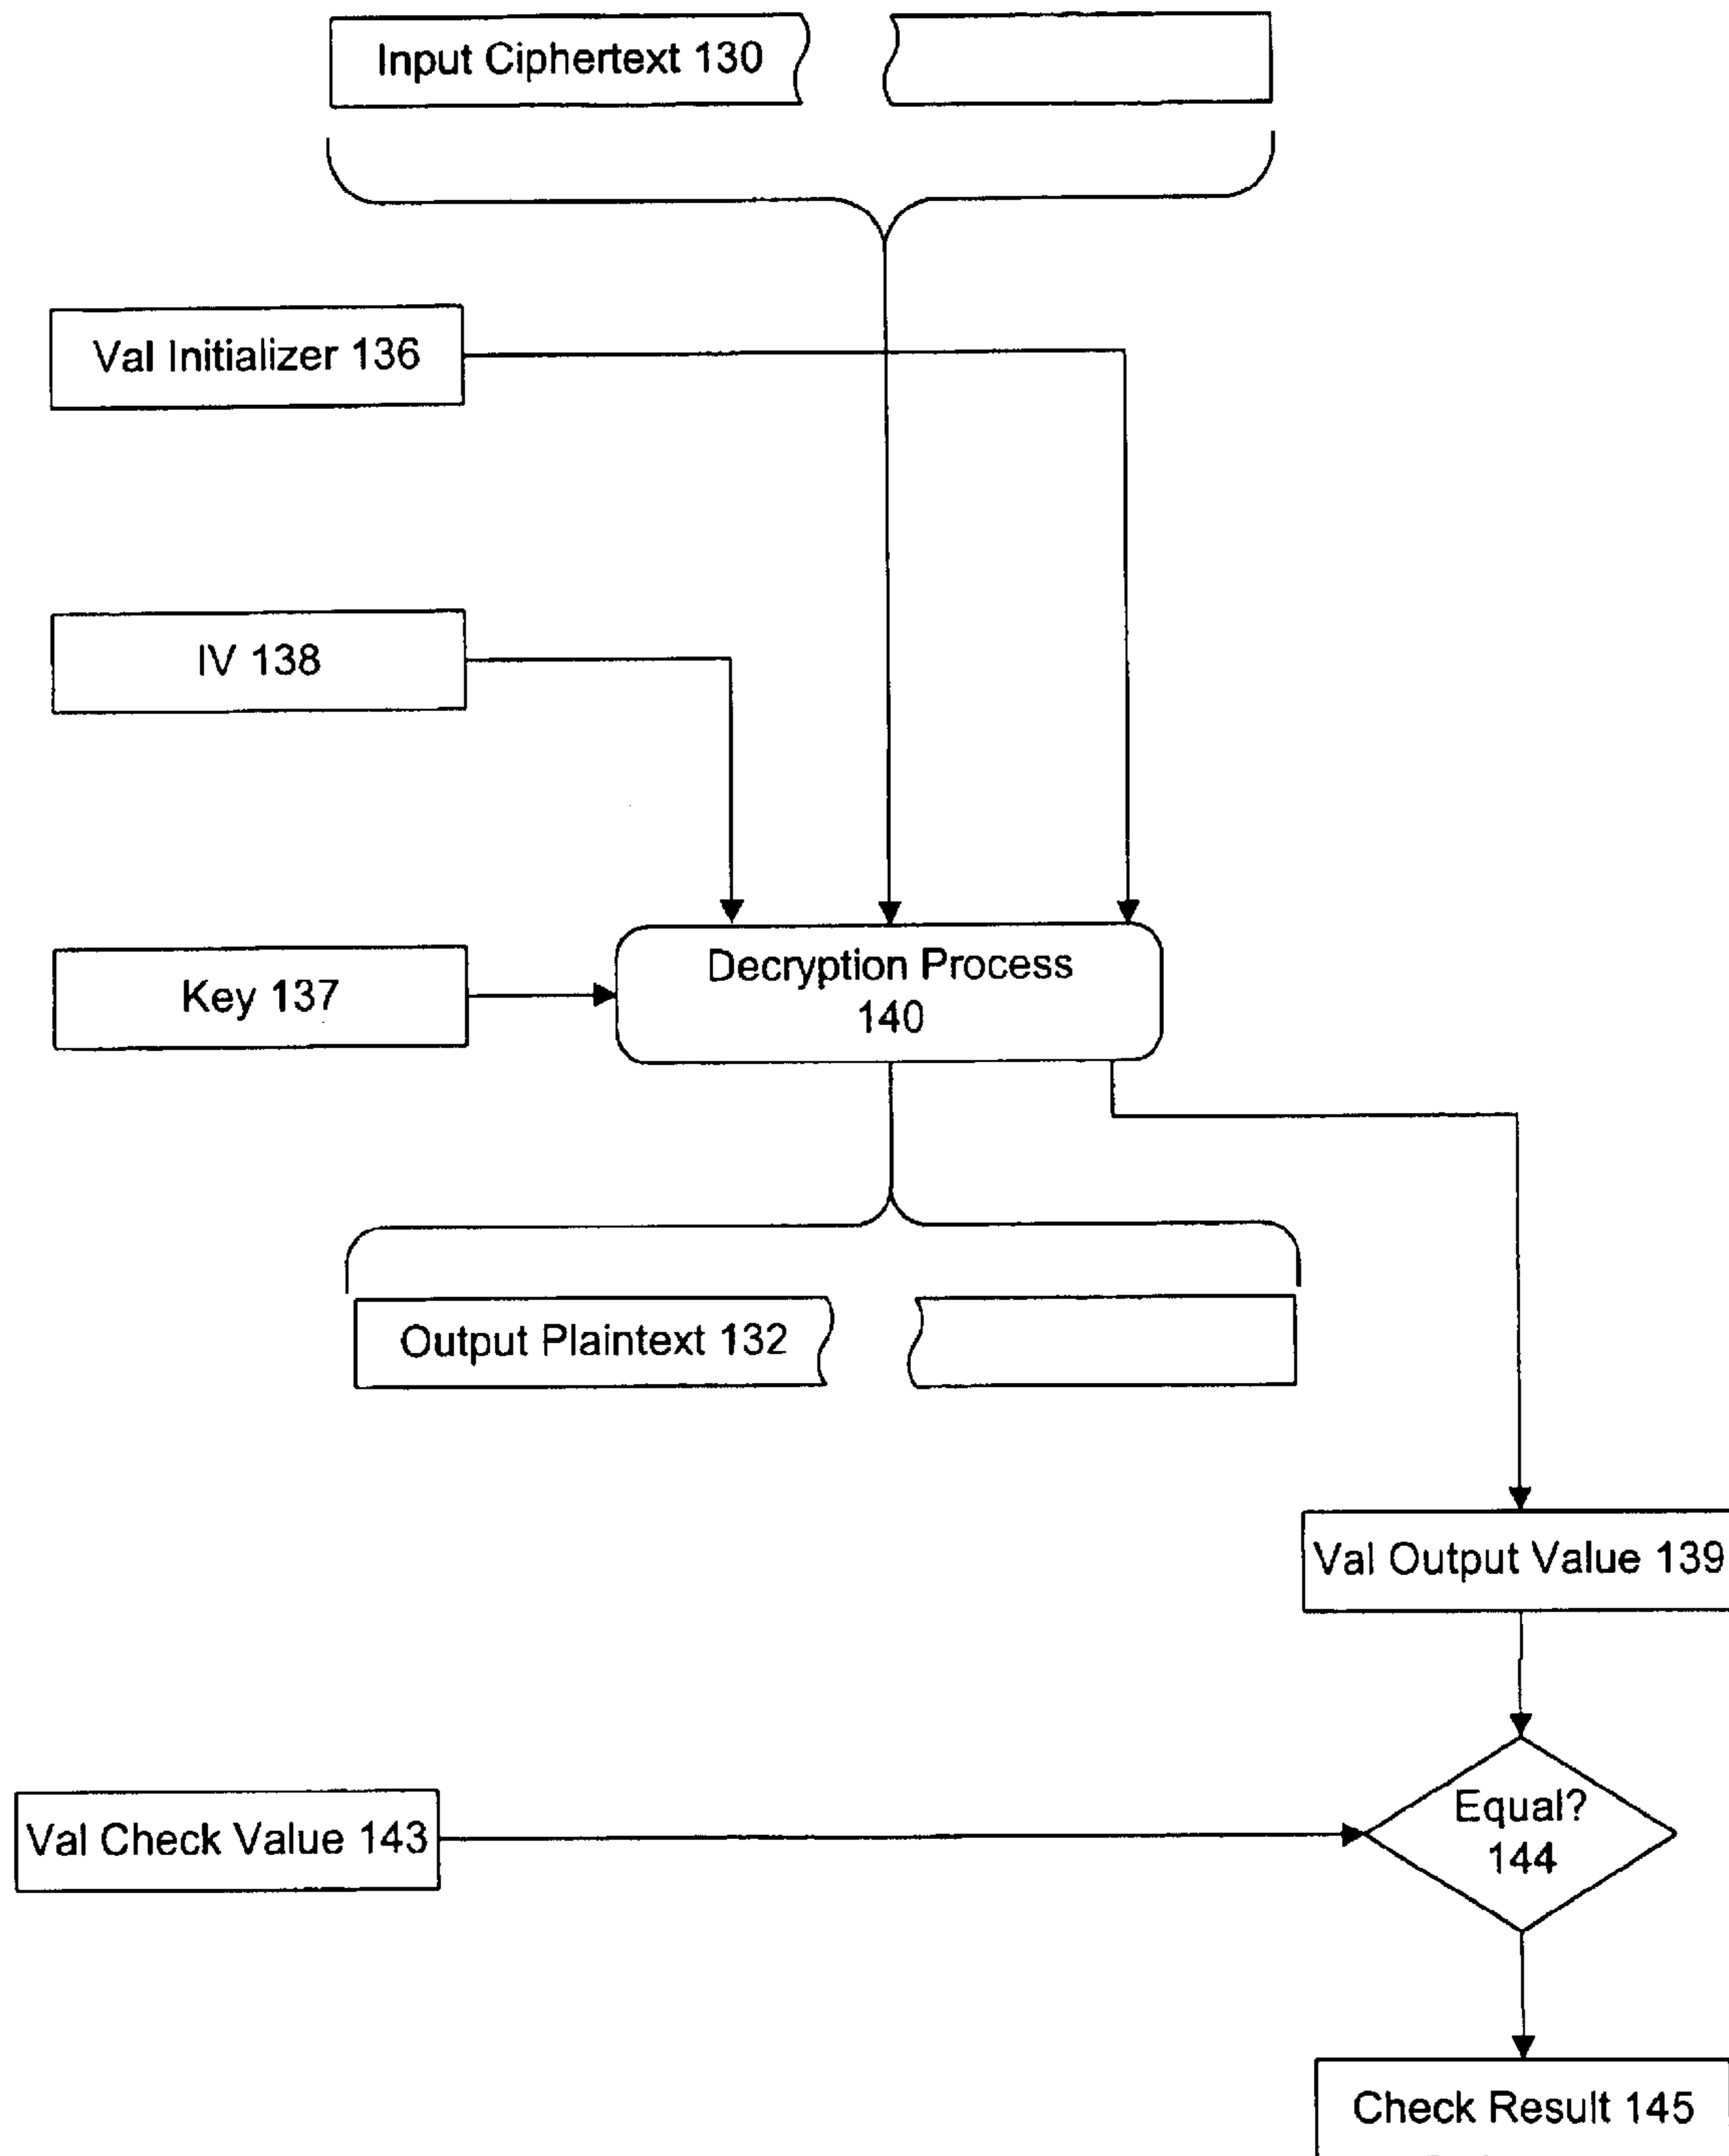 Input Ciphertext 130
Val Initializer 136
IV 138
Key 137
Decryption Process
140
Output Plaintext 132
Val Output Value 139
Val Check Value 143
Equal?
144
Check Result 145